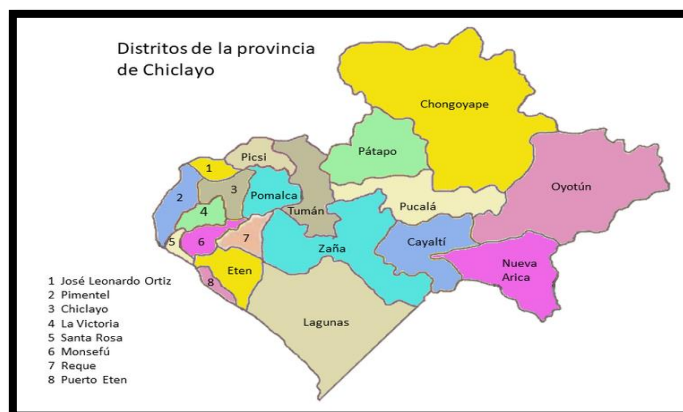 Distritos de la provincia
de Chiclayo
Chongoyape
Picsi
Pátapo
1
2
3
Pomalca
Oyotún
4
Tumán
Pucalá
5
6
7
Zaña
Cayaltí
Eten
Nueva
Arica
8
Lagunas
1 José Leonardo Ortiz
2 Pimentel
3 Chiclayo
4 La Victoria
5 Santa Rosa
6 Monsefú
7 Reque
8 Puerto Eten